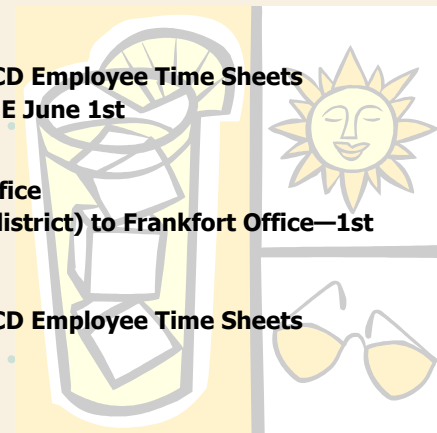 CD Employee Time Sheets
E June 1st
fice
district) to Frankfort Office—1st
CD Employee Time Sheets